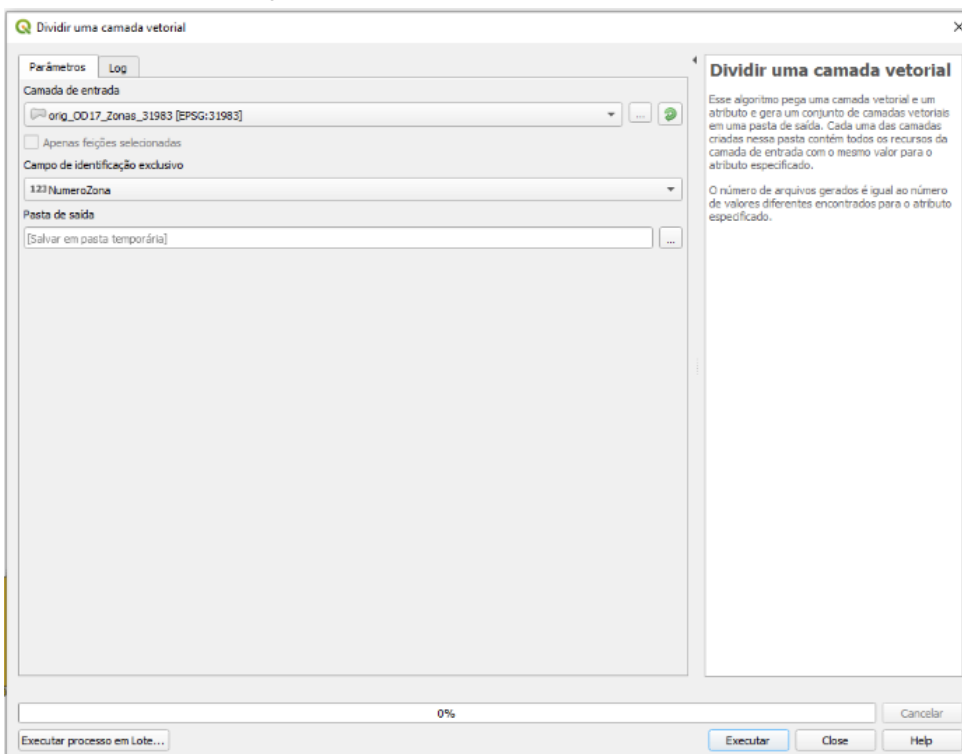 Dividir uma camada vetorial
Parâmetros
Log
Camada de entrada
orig_OD17_Zonas_31983 [EPSG:31983]
...
Apenas feições selecionadas
Campo de identificação exclusivo
123 NumeroZona
Pasta de saída
[Salvar em pasta temporária]
...
Dividir uma camada vetorial
Esse algoritmo pega uma camada vetorial e um
atributo e gera um conjunto de camadas vetoriais
em uma pasta de saída. Cada uma das camadas
criadas nessa pasta contém todos os recursos da
camada de entrada com o mesmo valor para o
atributo especificado.
O número de arquivos gerados é igual ao número
de valores diferentes encontrados para o atributo
especificado.
0%
Cancelar
Executar processo em Lote...
Executar
Close
Help